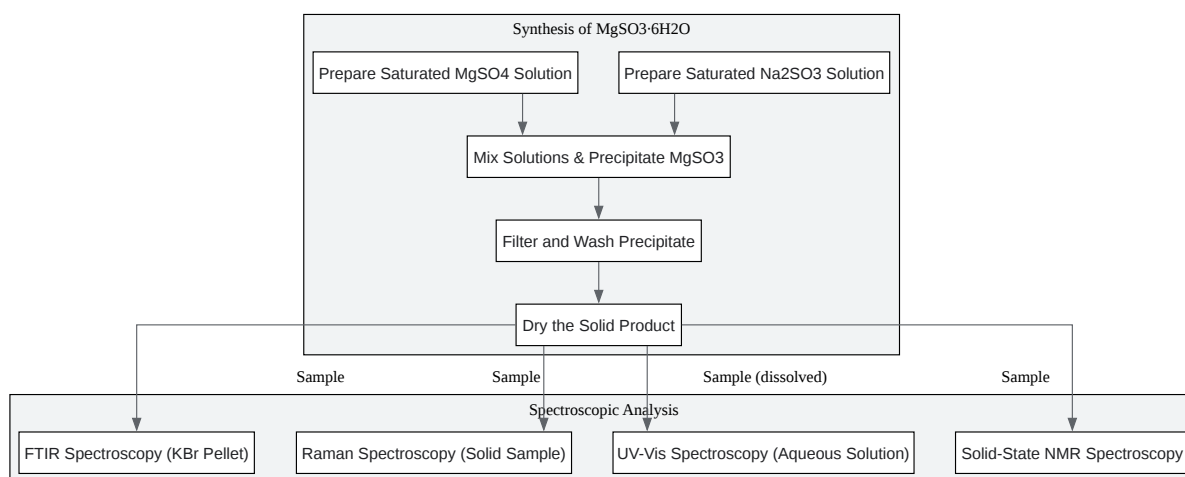 Synthesis of MgSO3·6H2O
Prepare Saturated MgSO4 Solution
Prepare Saturated Na2SO3 Solution
Mix Solutions & Precipitate MgSO3
Filter and Wash Precipitate
Dry the Solid Product
Sample
Sample
Sample (dissolved)
Sample
Spectroscopic Analysis
FTIR Spectroscopy (KBr Pellet)
Raman Spectroscopy (Solid Sample)
UV-Vis Spectroscopy (Aqueous Solution)
Solid-State NMR Spectroscopy